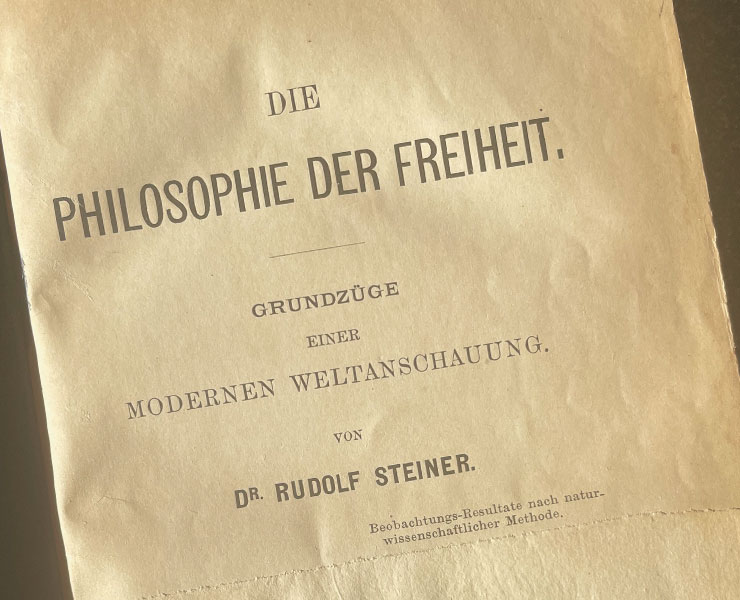 DIE
PHILOSOPHIE DER FREIHEIT.
GRUNDZÜGE
EINER
MODERNEN WELTANSCHAUUNG.
VON
DR. RUDOLF STEINER.
Beobachtungs-Resultate nach natur-
wissenschaftlicher Methode.